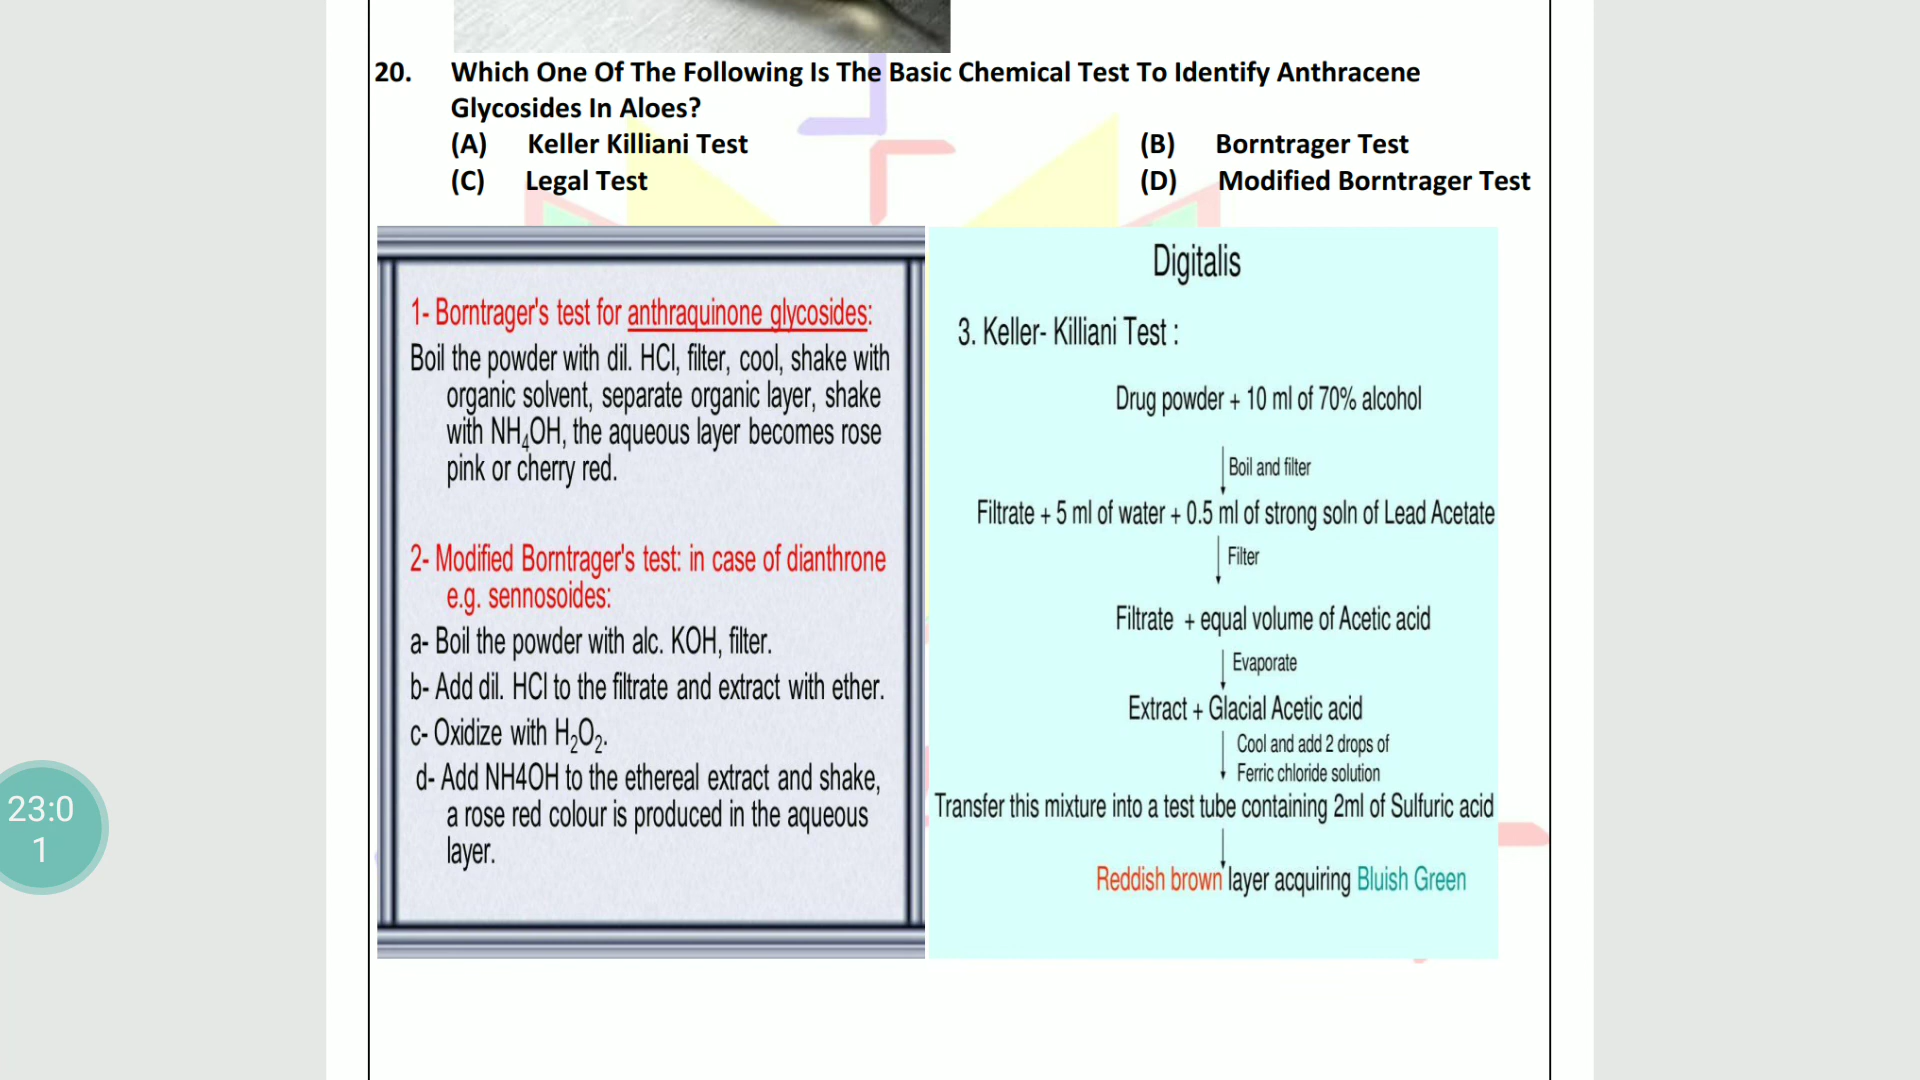 20. Which One Of The Following Is The Basic Chemical Test To Identify Anthracene
Glycosides In Aloes?
(A) Keller Killiani Test (B) Borntrager Test
(C) Legal Test (D) Modified Borntrager Test
1- Borntrager's test for anthraquinone glycosides:
Boil the powder with dil. HCl, filter, cool, shake with
organic solvent, separate organic layer, shake
with NH₄OH, the aqueous layer becomes rose
pink or cherry red.
2- Modified Borntrager's test: in case of dianthrone
e.g. sennosoides:
a- Boil the powder with alc. KOH, filter.
b- Add dil. HCl to the filtrate and extract with ether.
c- Oxidize with H₂O₂.
d- Add NH4OH to the ethereal extract and shake,
a rose red colour is produced in the aqueous
layer.
Digitalis
3. Keller- Killiani Test :
Drug powder + 10 ml of 70% alcohol
Boil and filter
Filtrate + 5 ml of water + 0.5 ml of strong soln of Lead Acetate
Filter
Filtrate + equal volume of Acetic acid
Evaporate
Extract + Glacial Acetic acid
Cool and add 2 drops of
Ferric chloride solution
Transfer this mixture into a test tube containing 2ml of Sulfuric acid
Reddish brown layer acquiring Bluish Green
23:0
1